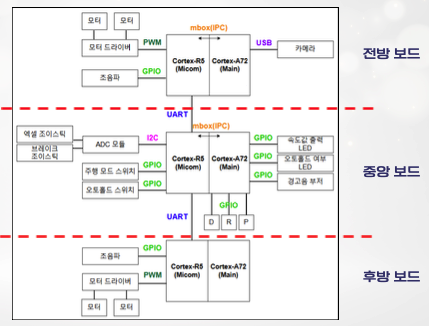 모터
모터
mbox(IPC)
모터 드라이버
PWM
Cortex-R5
(Micom)
Cortex-A72
(Main)
USB
카메라
전방 보드
초음파
GPIO
UART
mbox(IPC)
엑셀 조이스틱
브레이크
조이스틱
ADC 모듈
I2C
Cortex-R5
(Micom)
Cortex-A72
(Main)
GPIO
속도값 출력
LED
주행 모드 스위치
GPIO
GPIO
오토홀드 여부
LED
중앙 보드
오토홀드 스위치
GPIO
GPIO
경고용 부저
GPIO
UART
D
R
P
초음파
GPIO
Cortex-R5
(Micom)
Cortex-A72
(Main)
후방 보드
모터 드라이버
PWM
모터
모터